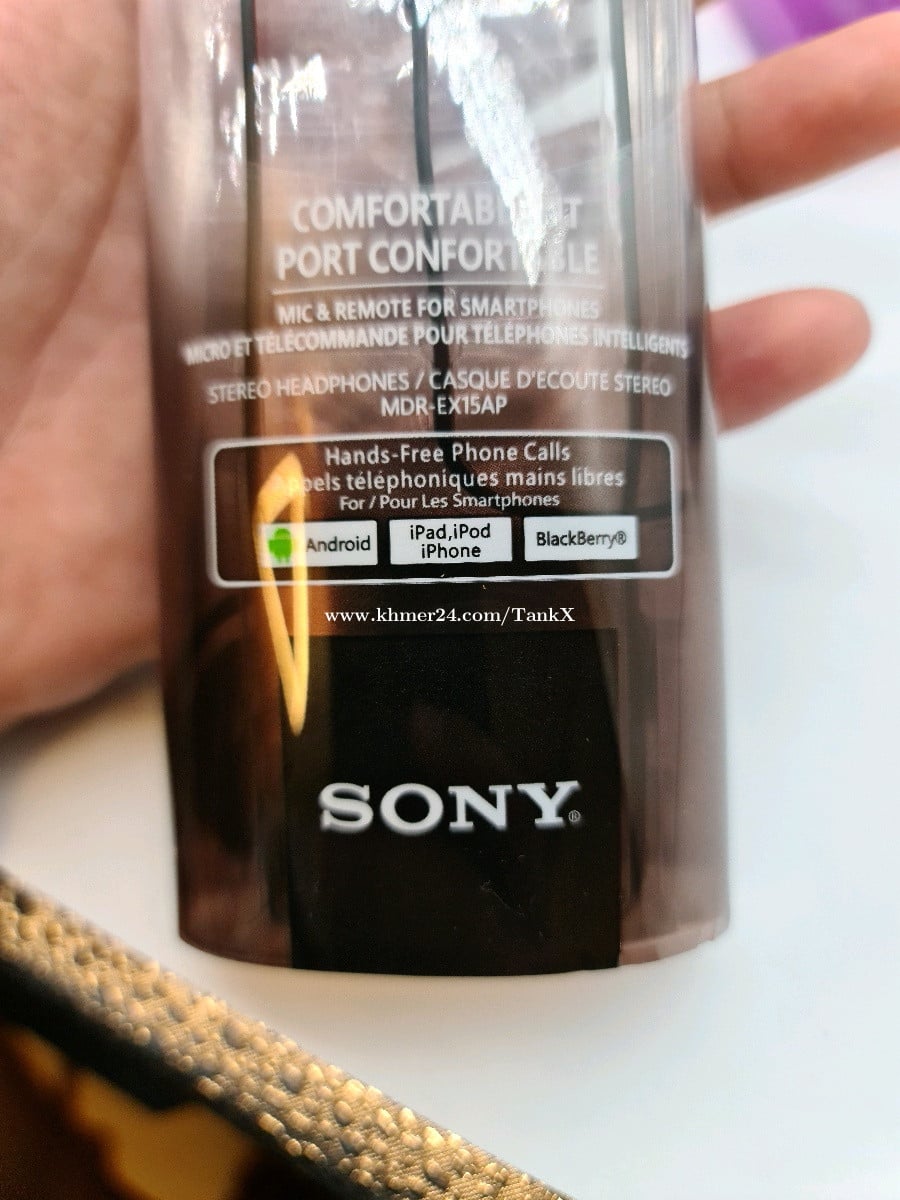 COMFORTABLE FIT
PORT CONFORTABLE
MIC & REMOTE FOR SMARTPHONES
MICRO ET TÉLÉCOMMANDE POUR TÉLÉPHONES INTELLIGENTS
STEREO HEADPHONES / CASQUE D'ECOUTE STEREO
MDR-EX15AP
Hands-Free Phone Calls
Appels téléphoniques mains libres
For / Pour Les Smartphones
Android
iPad,iPod
iPhone
BlackBerry®
www.khmer24.com/TankX
SONY®